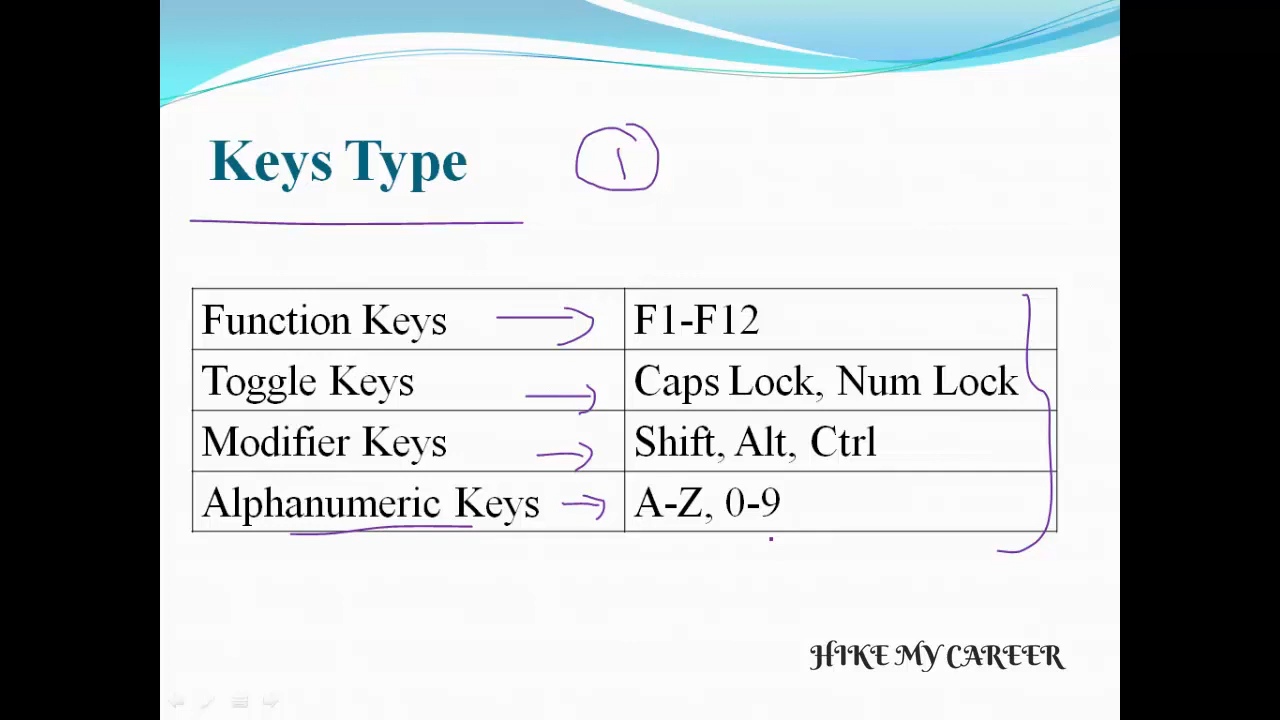 Keys Type 1
Function Keys F1-F12
Toggle Keys Caps Lock, Num Lock
Modifier Keys Shift, Alt, Ctrl
Alphanumeric Keys A-Z, 0-9
HIKE MY CAREER